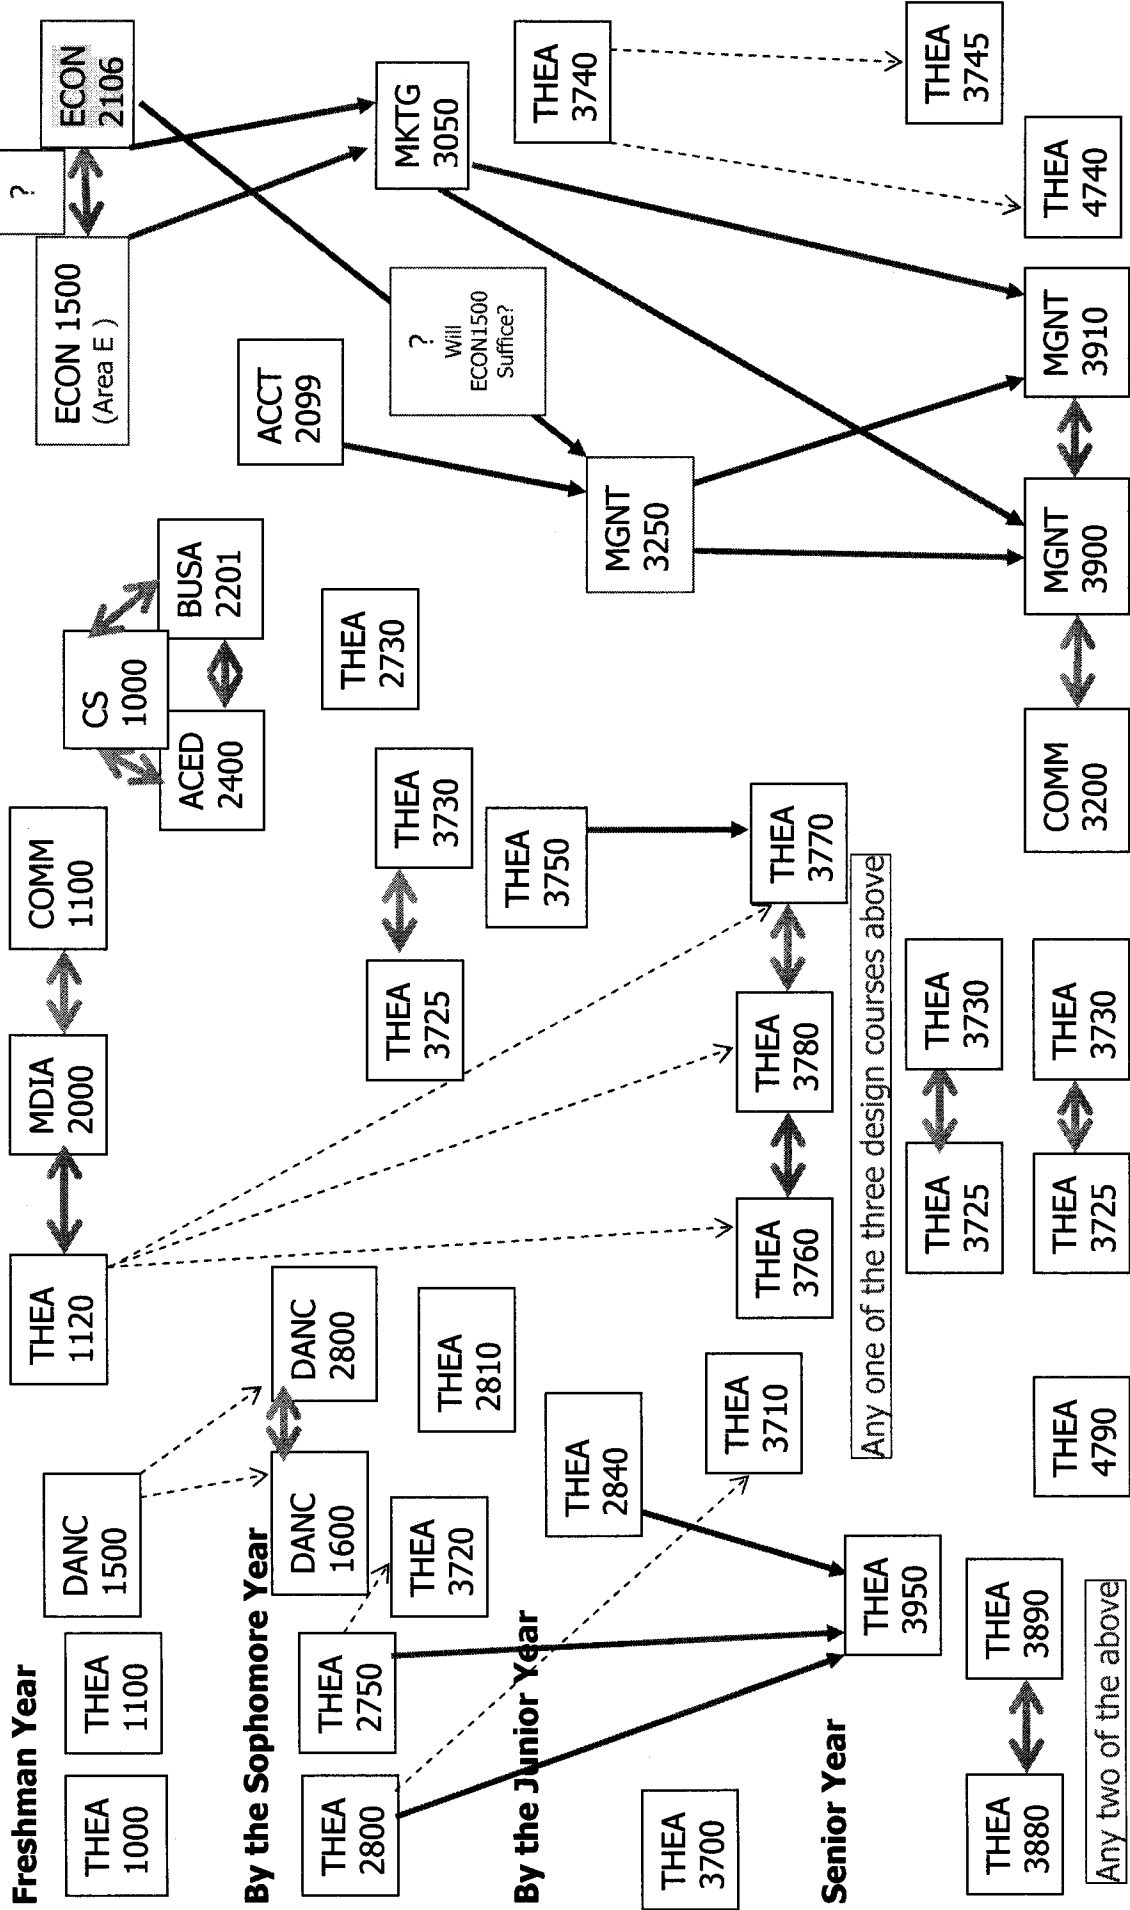 Freshman Year
THEA
1000
THEA
1100
DANC
1500
THEA
1120
MDIA
2000
COMM
1100
CS
1000
ACED
2400
BUSA
2201
ECON 1500
(Area E )
?
ECON
2106
By the Sophomore Year
THEA
2800
THEA
2750
DANC
1600
DANC
2800
THEA
3720
THEA
2810
THEA
3725
THEA
3730
THEA
2730
ACCT
2099
?
Will
ECON1500
Suffice?
MKTG
3050
By the Junior Year
THEA
3700
THEA
2840
THEA
3710
THEA
3750
MGNT
3250
THEA
3740
THEA
3760
THEA
3780
THEA
3770
Any one of the three design courses above
Senior Year
THEA
3950
THEA
3725
THEA
3730
THEA
3745
THEA
3880
THEA
3890
Any two of the above
THEA
4790
THEA
3725
THEA
3730
COMM
3200
MGNT
3900
MGNT
3910
THEA
4740